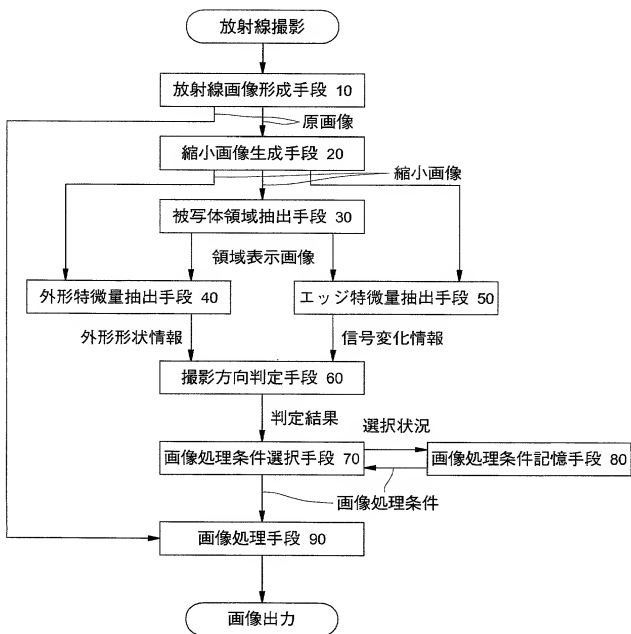 放射線撮影
放射線画像形成手段 10
原画像
縮小画像生成手段 20
縮小画像
被写体領域抽出手段 30
領域表示画像
外形特徴量抽出手段 40
エッジ特徴量抽出手段 50
外形形状情報
信号変化情報
撮影方向判定手段 60
判定結果
選択状況
画像処理条件選択手段 70
画像処理条件記憶手段 80
画像処理条件
画像処理手段 90
画像出力